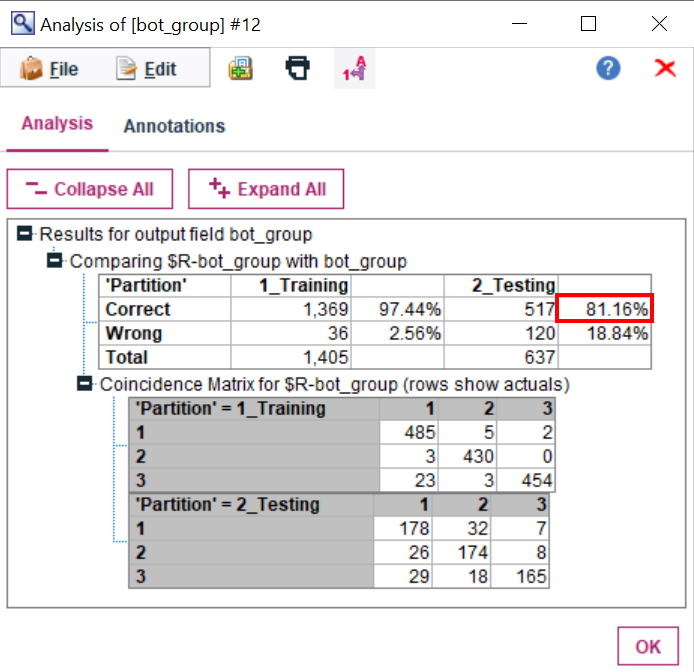 Analysis of [bot_group] #12
File Edit
Analysis Annotations
Collapse All Expand All
Results for output field bot_group
Comparing $R-bot_group with bot_group
'Partition' 1_Training 2_Testing
Correct 1,369 97.44% 517 81.16%
Wrong 36 2.56% 120 18.84%
Total 1,405 637
Coincidence Matrix for $R-bot_group (rows show actuals)
'Partition' = 1_Training 1 2 3
1 485 5 2
2 3 430 0
3 23 3 454
'Partition' = 2_Testing 1 2 3
1 178 32 7
2 26 174 8
3 29 18 165
OK